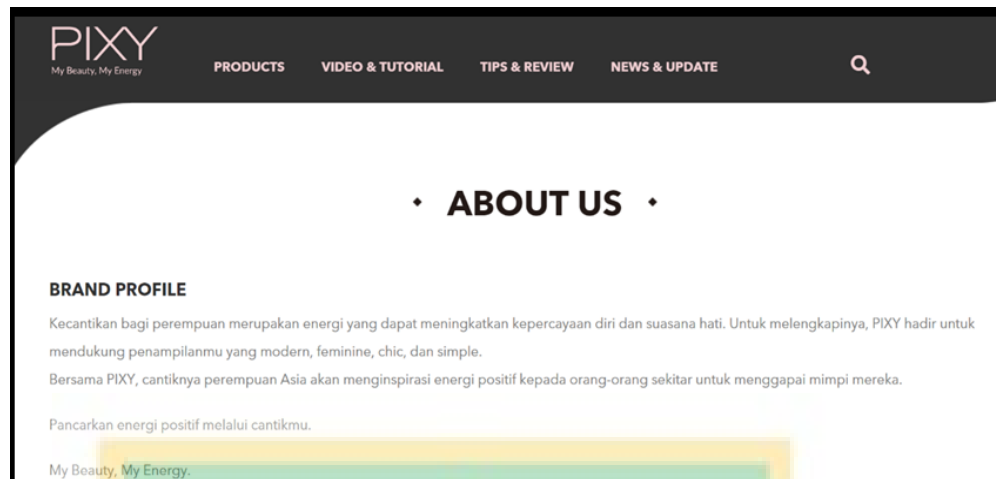 PIXY
My Beauty, My Energy
PRODUCTS VIDEO & TUTORIAL TIPS & REVIEW NEWS & UPDATE
ABOUT US
BRAND PROFILE
Kecantikan bagi perempuan merupakan energi yang dapat meningkatkan kepercayaan diri dan suasana hati. Untuk melengkapinya, PIXY hadir untuk
mendukung penampilanmu yang modern, feminine, chic, dan simple.
Bersama PIXY, cantiknya perempuan Asia akan menginspirasi energi positif kepada orang-orang sekitar untuk menggapai mimpi mereka.
Pancarkan energi positif melalui cantikmu.
My Beauty, My Energy.